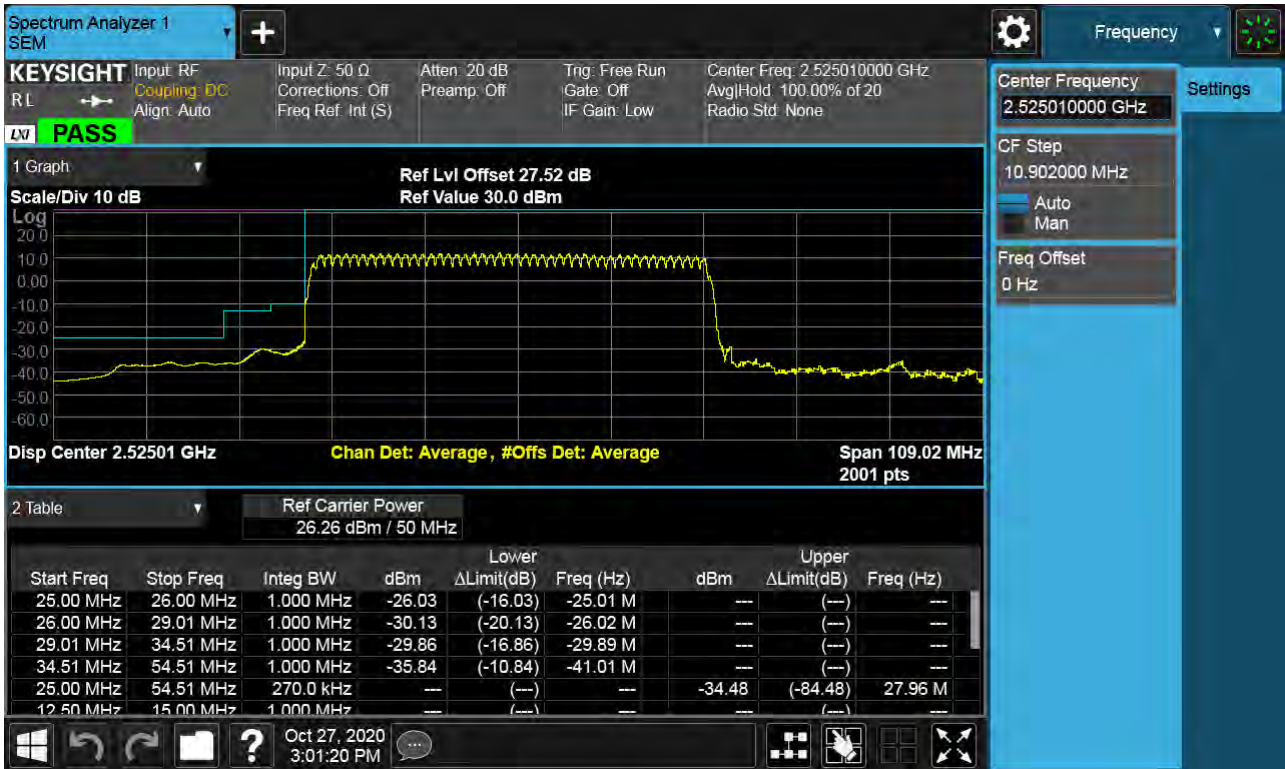 Spectrum Analyzer 1
SEM
+
Frequency
KEYSIGHT
RL
LXI PASS
Input: RF
Coupling: DC
Align: Auto
Input Z: 50 Ω
Corrections: Off
Freq Ref: Int (S)
Atten: 20 dB
Preamp: Off
Trig: Free Run
Gate: Off
IF Gain: Low
Center Freq: 2.525010000 GHz
Avg|Hold: 100.00% of 20
Radio Std: None
Center Frequency
2.525010000 GHz
Settings
CF Step
10.902000 MHz
Auto
Man
Freq Offset
0 Hz
1 Graph
Scale/Div 10 dB
Ref Lvl Offset 27.52 dB
Ref Value 30.0 dBm
Log
20.0
10.0
0.00
-10.0
-20.0
-30.0
-40.0
-50.0
-60.0
Disp Center 2.52501 GHz Chan Det: Average, #Offs Det: Average Span 109.02 MHz
2001 pts
2 Table
Ref Carrier Power
26.26 dBm / 50 MHz
Lower Upper
Start Freq Stop Freq Integ BW dBm ΔLimit(dB) Freq (Hz) dBm ΔLimit(dB) Freq (Hz)
25.00 MHz 26.00 MHz 1.000 MHz -26.03 (-16.03) -25.01 M --- (---) ---
26.00 MHz 29.01 MHz 1.000 MHz -30.13 (-20.13) -26.02 M --- (---) ---
29.01 MHz 34.51 MHz 1.000 MHz -29.86 (-16.86) -29.89 M --- (---) ---
34.51 MHz 54.51 MHz 1.000 MHz -35.84 (-10.84) -41.01 M --- (---) ---
25.00 MHz 54.51 MHz 270.0 kHz --- (---) --- -34.48 (-84.48) 27.96 M
12.50 MHz 15.00 MHz 1.000 MHz --- (---) --- --- (---) ---
?
Oct 27, 2020
3:01:20 PM